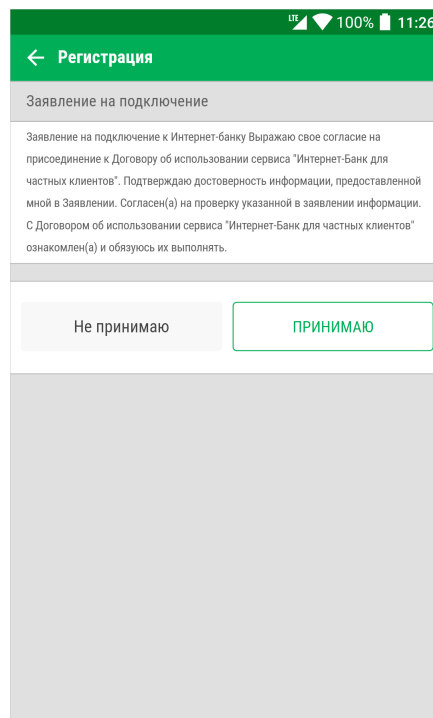 LTE 100% 11:26
Регистрация
Заявление на подключение
Заявление на подключение к Интернет-банку Выражаю свое согласие на
присоединение к Договору об использовании сервиса "Интернет-Банк для
частных клиентов". Подтверждаю достоверность информации, предоставленной
мной в Заявлении. Согласен(а) на проверку указанной в заявлении информации.
С Договором об использовании сервиса "Интернет-Банк для частных клиентов"
ознакомлен(а) и обязуюсь их выполнять.
Не принимаю ПРИНИМАЮ